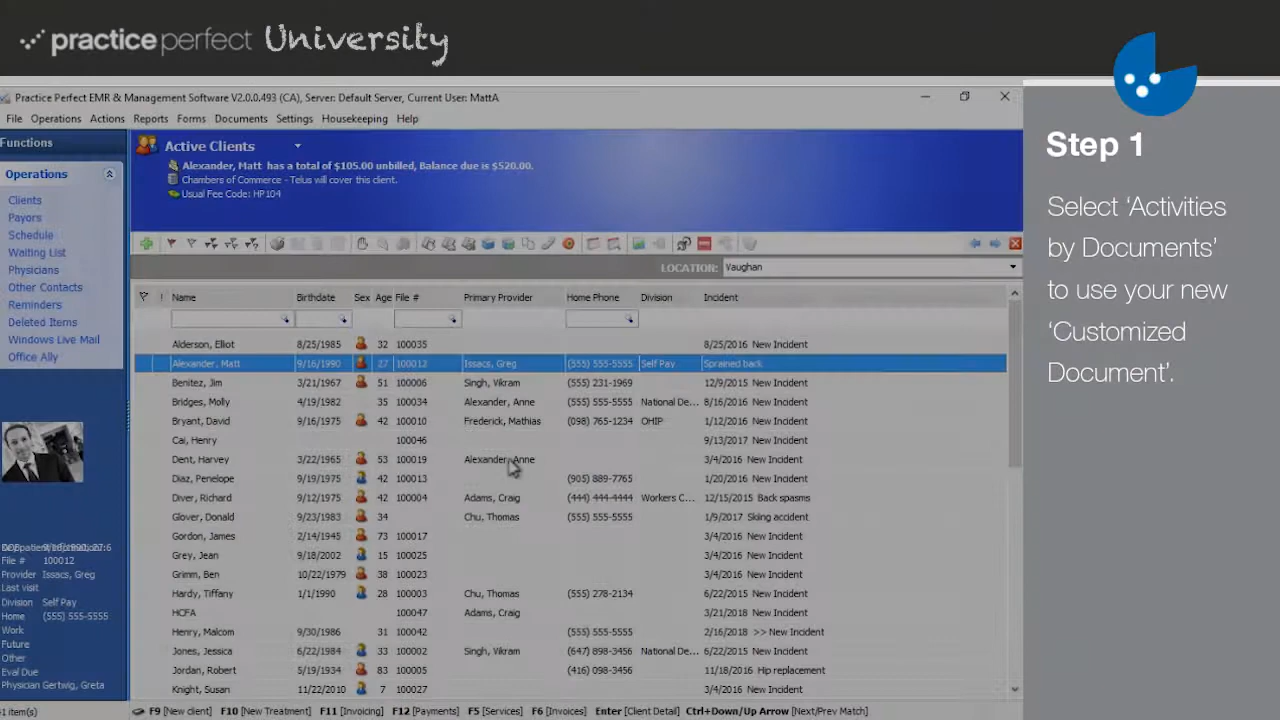 practiceperfect University
Practice Perfect EMR & Management Software V2.0.0.493 (CA), Server: Default Server, Current User: MattA
File Operations Actions Reports Forms Documents Settings Housekeeping Help
Functions
Operations
Clients
Payors
Schedule
Waiting List
Physicians
Other Contacts
Reminders
Deleted Items
Windows Live Mail
Office Ally
File # 100012
Provider Issacs, Greg
Last visit
Division Self Pay
Home (555) 555-5555
Work
Future
Other
Eval Due
Physician Gertwig, Greta
Active Clients
Alexander, Matt has a total of $105.00 unbilled, Balance due is $520.00.
Chambers of Commerce - Telus will cover this client.
Usual Fee Code: HP104
LOCATION: Vaughan
! Name Birthdate Sex Age File # Primary Provider Home Phone Division Incident
Alderson, Elliot 8/25/1985 32 100035 8/25/2016 New Incident
Alexander, Matt 9/16/1990 27 100012 Issacs, Greg (555) 555-5555 Self Pay Sprained back
Benitez, Jim 3/21/1967 51 100006 Singh, Vikram (555) 231-1969 12/9/2015 New Incident
Bridges, Molly 4/19/1982 35 100034 Alexander, Anne (555) 555-5555 National De... 8/16/2016 New Incident
Bryant, David 9/16/1975 42 100010 Frederick, Mathias (098) 765-1234 OHIP 1/12/2016 New Incident
Cai, Henry 100046 9/13/2017 New Incident
Dent, Harvey 3/22/1965 53 100019 Alexander, Anne 3/4/2016 New Incident
Diaz, Penelope 9/19/1975 42 100013 (905) 889-7765 1/20/2016 New Incident
Diver, Richard 9/12/1975 42 100004 Adams, Craig (444) 444-4444 Workers C... 12/15/2015 Back spasms
Glover, Donald 9/23/1983 34 Chu, Thomas (555) 555-5555 1/9/2017 Skiing accident
Gordon, James 2/14/1945 73 100017 3/4/2016 New Incident
Grey, Jean 9/18/2002 15 100025 3/4/2016 New Incident
Grimm, Ben 10/22/1979 38 100023 3/4/2016 New Incident
Hardy, Tiffany 1/1/1990 28 100003 Chu, Thomas (555) 278-2134 6/22/2015 New Incident
HCFA 100047 Adams, Craig 3/21/2018 New Incident
Henry, Malcom 9/30/1986 31 100042 (555) 555-5555 2/16/2018 >> New Incident
Jones, Jessica 6/22/1984 33 100002 Singh, Vikram (647) 898-3456 National De... 6/22/2015 New Incident
Jordan, Robert 5/19/1934 83 100005 (416) 098-3456 11/18/2016 Hip replacement
Knight, Susan 11/22/2010 7 100027 3/4/2016 New Incident
F9 [New client] F10 [New Treatment] F11 [Invoicing] F12 [Payments] F5 [Services] F6 [Invoices] Enter [Client Detail] Ctrl+Down/Up Arrow [Next/Prev Match]
Step 1
Select ‘Activities
by Documents’
to use your new
‘Customized
Document’.